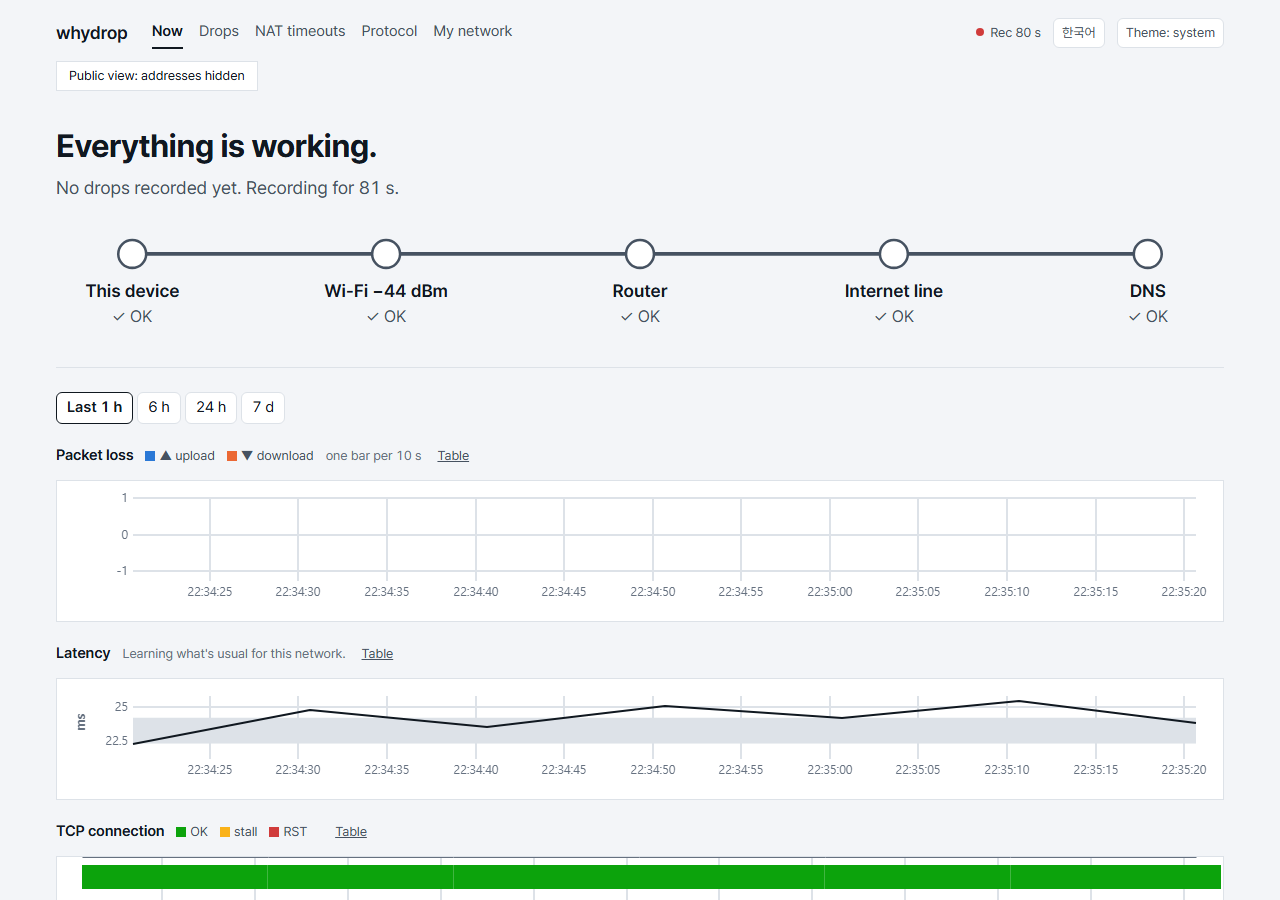 whydrop Now Drops NAT timeouts Protocol My network Rec 80 s 한국어 Theme: system
Public view: addresses hidden
Everything is working.
No drops recorded yet. Recording for 81 s.
This device Wi-Fi −44 dBm Router Internet line DNS
✓ OK ✓ OK ✓ OK ✓ OK ✓ OK
Last 1 h 6 h 24 h 7 d
Packet loss ▲ upload ▼ download one bar per 10 s Table
1
0
-1
22:34:25 22:34:30 22:34:35 22:34:40 22:34:45 22:34:50 22:34:55 22:35:00 22:35:05 22:35:10 22:35:15 22:35:20
Latency Learning what's usual for this network. Table
ms
25
22.5
22:34:25 22:34:30 22:34:35 22:34:40 22:34:45 22:34:50 22:34:55 22:35:00 22:35:05 22:35:10 22:35:15 22:35:20
TCP connection OK stall RST Table